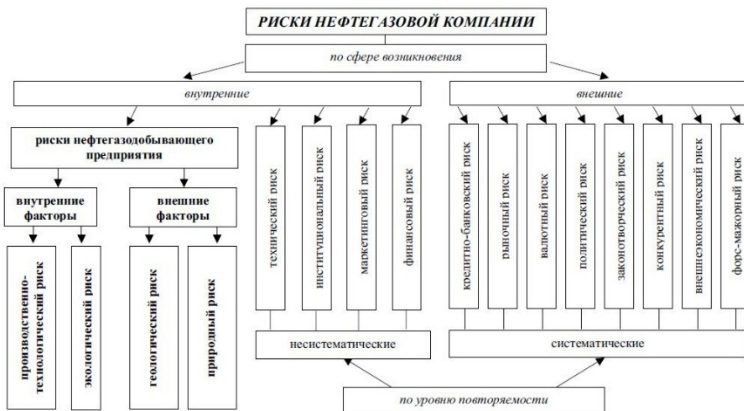 РИСКИ НЕФТЕГАЗОВОЙ КОМПАНИИ
по сфере возникновения
внутренние
внешние
риски нефтегазодобывающего
предприятия
внутренние
факторы
внешние
факторы
производственно-
технологический риск
экологический риск
геологический риск
природный риск
технический риск
институциональный риск
маркетинговый риск
финансовый риск
кредитно-банковский риск
рыночный риск
валютный риск
политический риск
законотворческий риск
конкурентный риск
внешнеэкономический риск
форс-мажорный риск
несистематические
систематические
по уровню повторяемости